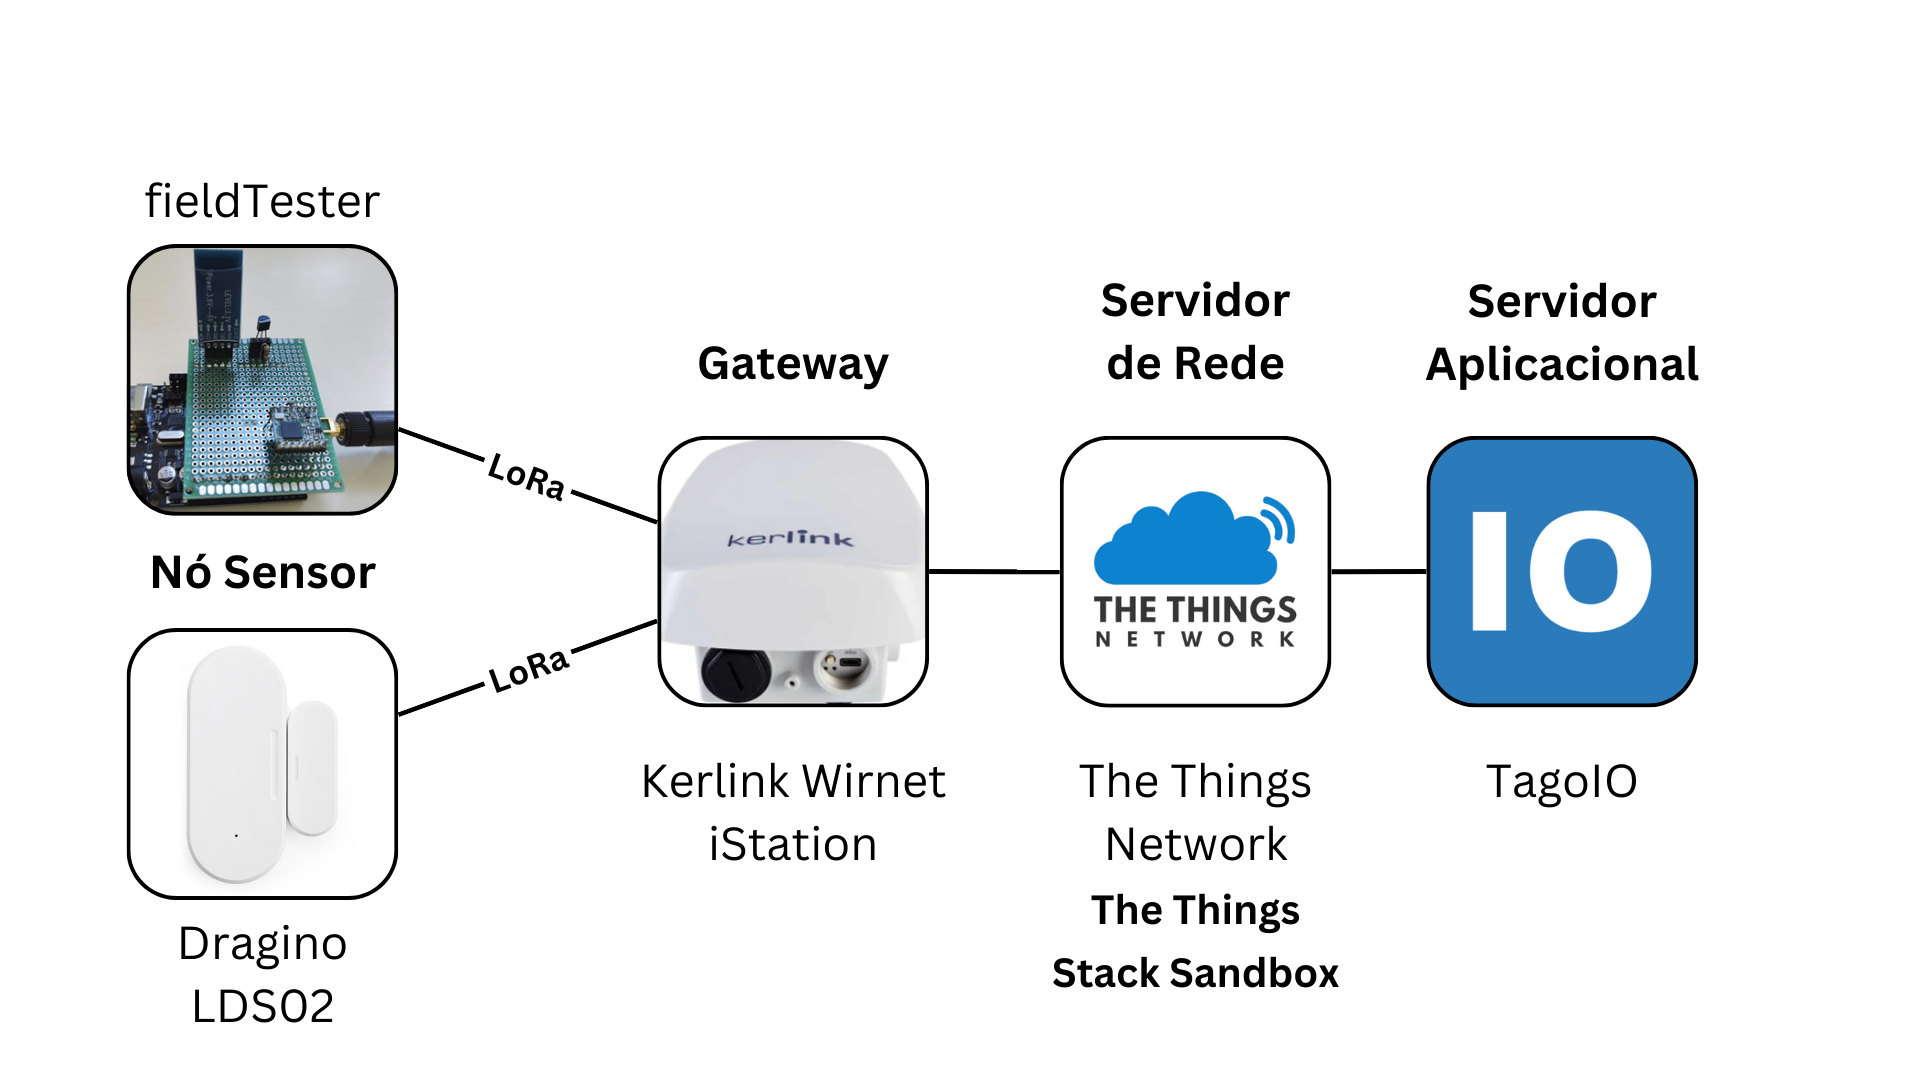 fieldTester
Nó Sensor
Dragino
LDS02
LoRa
LoRa
Gateway
kerlink
Kerlink Wirnet
iStation
Servidor
de Rede
THE THINGS
NETWORK
The Things
Network
The Things
Stack Sandbox
Servidor
Aplicacional
IO
TagoIO